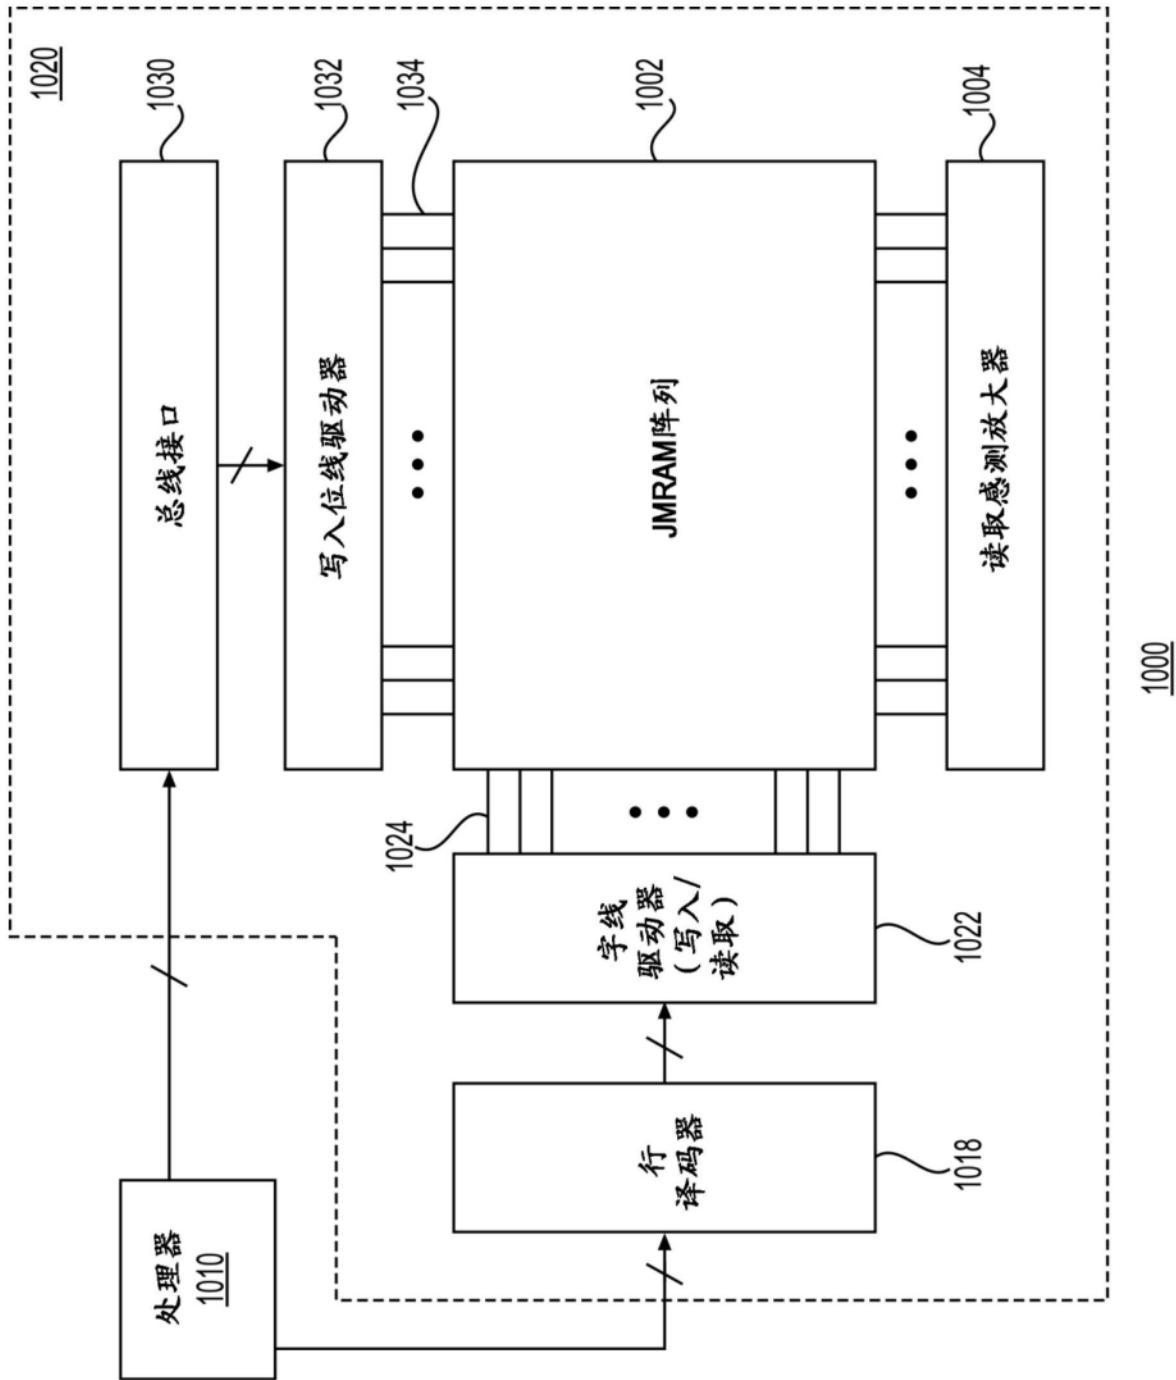 1020
处理器
1010
总线接口
1030
写入位线驱动器
1032
1024
1034
行
译码器
字线
驱动器
(写入/
读取)
JMRAM阵列
1002
1018
1022
读取感测放大器
1004
1000